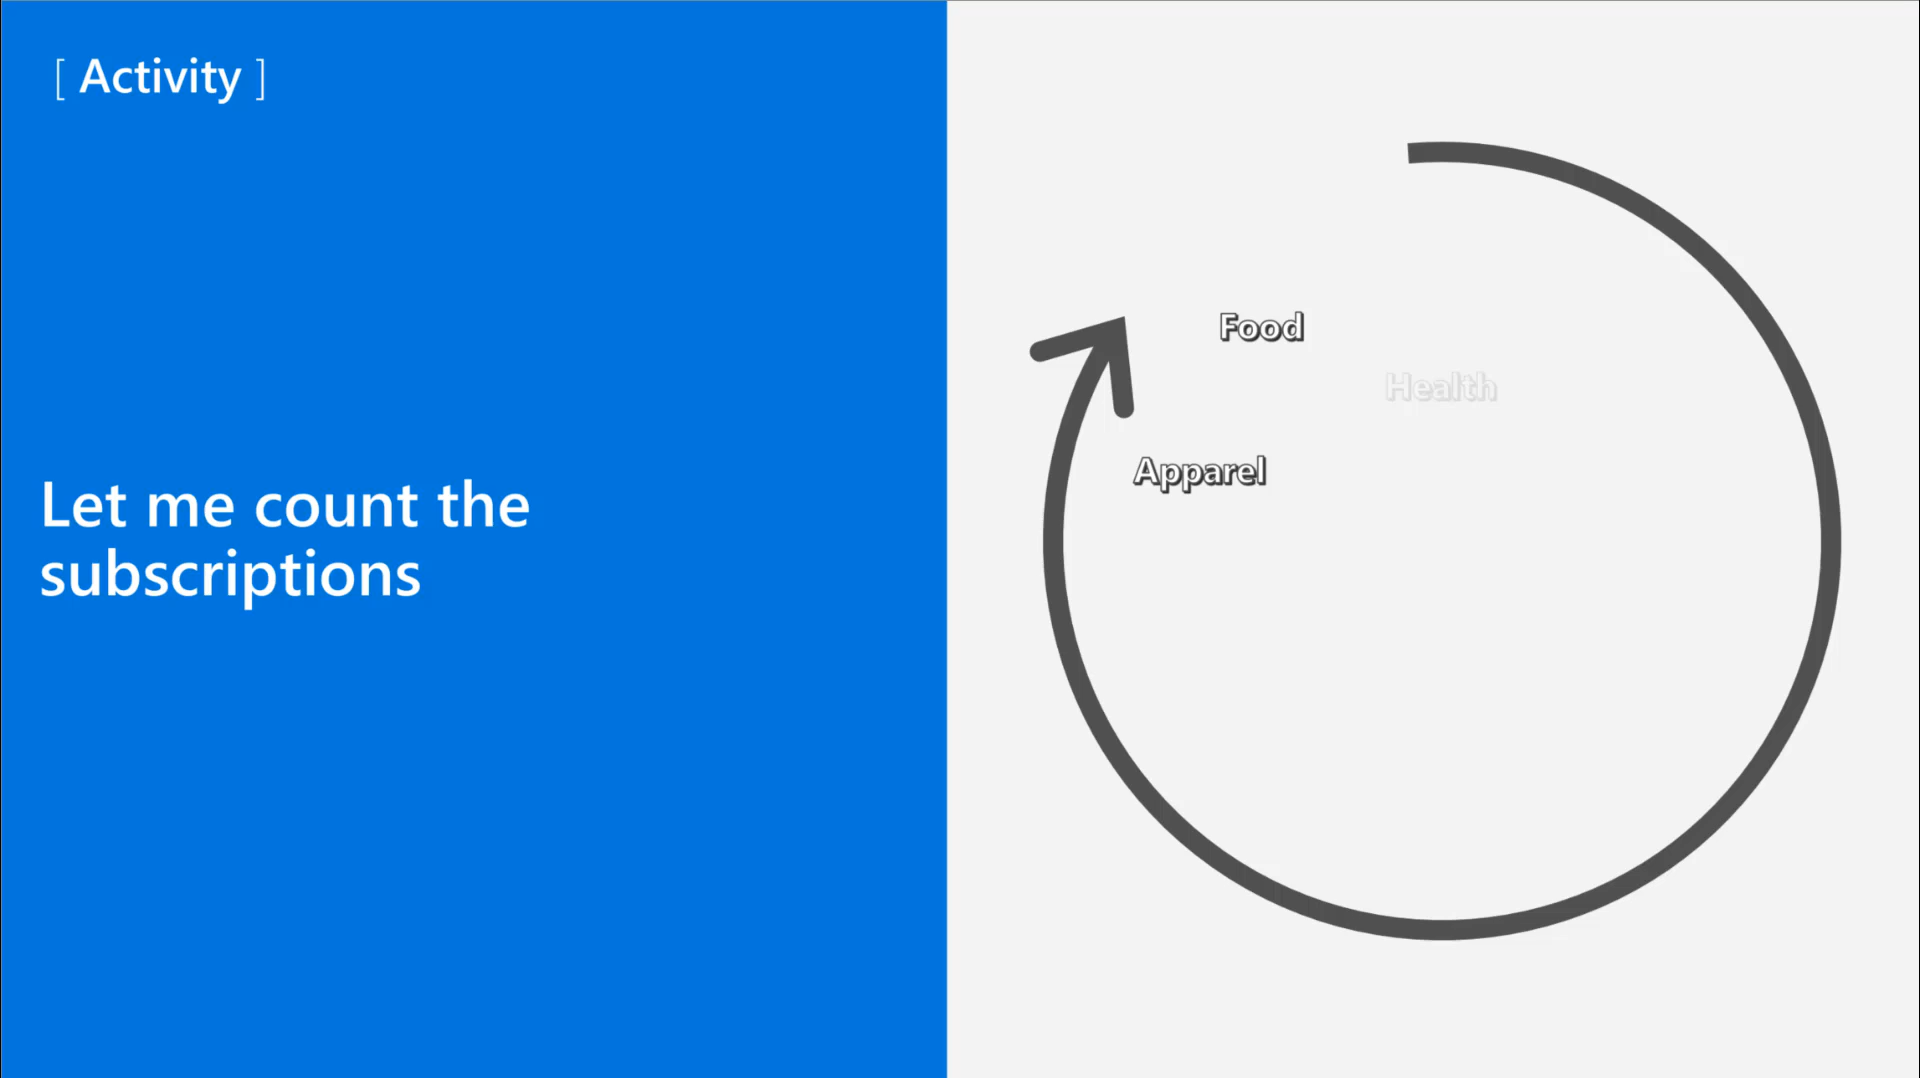 [ Activity ]
Let me count the
subscriptions
Food
Health
Apparel